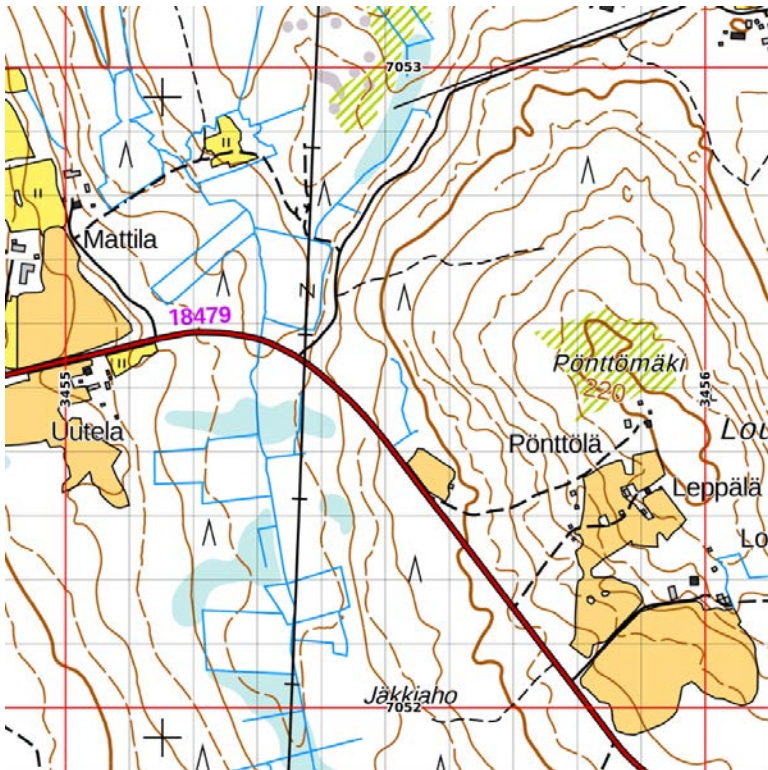 7053
Mattila
18479
3455
Pönttömäki
220
3456
Uutela
Pönttölä
Lou
Leppälä
Lo
Jäkkiaho
7052